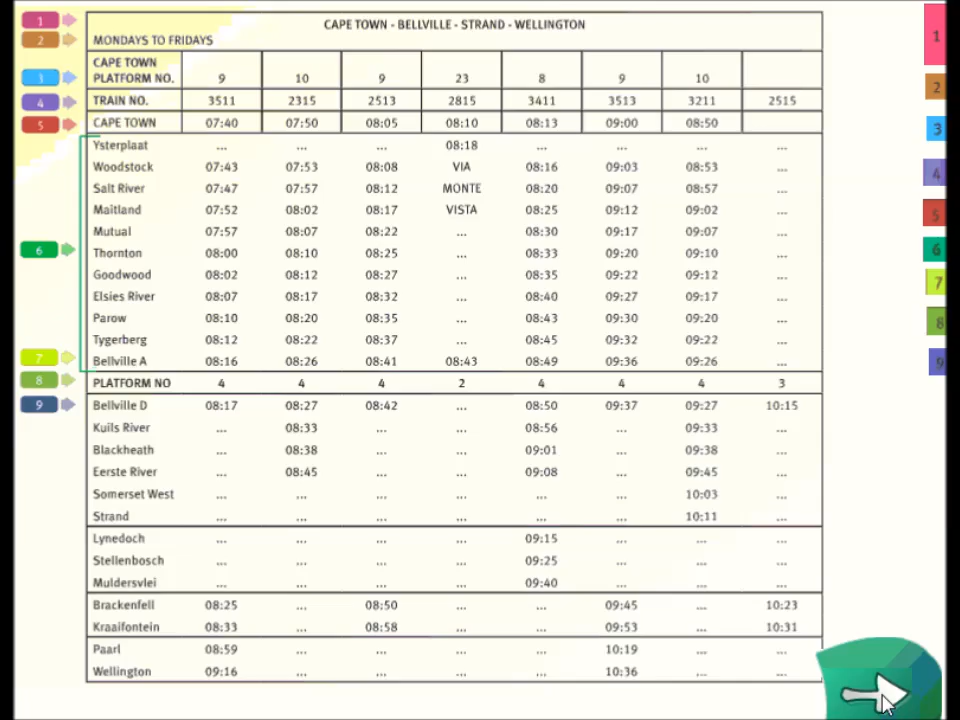 CAPE TOWN - BELLVILLE - STRAND - WELLINGTON
1
2 MONDAYS TO FRIDAYS
CAPE TOWN
3 PLATFORM NO. 9 10 9 23 8 9 10
4 TRAIN NO. 3511 2315 2513 2815 3411 3513 3211 2515
5 CAPE TOWN 07:40 07:50 08:05 08:10 08:13 09:00 08:50
Ysterplaat ... ... ... 08:18 ... ... ... ...
Woodstock 07:43 07:53 08:08 VIA 08:16 09:03 08:53 ...
Salt River 07:47 07:57 08:12 MONTE 08:20 09:07 08:57 ...
Maitland 07:52 08:02 08:17 VISTA 08:25 09:12 09:02 ...
Mutual 07:57 08:07 08:22 ... 08:30 09:17 09:07 ...
6 Thornton 08:00 08:10 08:25 ... 08:33 09:20 09:10 ...
Goodwood 08:02 08:12 08:27 ... 08:35 09:22 09:12 ...
Elsies River 08:07 08:17 08:32 ... 08:40 09:27 09:17 ...
Parow 08:10 08:20 08:35 ... 08:43 09:30 09:20 ...
Tygerberg 08:12 08:22 08:37 ... 08:45 09:32 09:22 ...
7 Bellville A 08:16 08:26 08:41 08:43 08:49 09:36 09:26 ...
8 PLATFORM NO 4 4 4 2 4 4 4 3
9 Bellville D 08:17 08:27 08:42 ... 08:50 09:37 09:27 10:15
Kuils River ... 08:33 ... ... 08:56 ... 09:33 ...
Blackheath ... 08:38 ... ... 09:01 ... 09:38 ...
Eerste River ... 08:45 ... ... 09:08 ... 09:45 ...
Somerset West ... ... ... ... ... ... 10:03 ...
Strand ... ... ... ... ... ... 10:11 ...
Lynedoch ... ... ... ... 09:15 ... ... ...
Stellenbosch ... ... ... ... 09:25 ... ... ...
Muldersvlei ... ... ... ... 09:40 ... ... ...
Brackenfell 08:25 ... 08:50 ... ... 09:45 ... 10:23
Kraaifontein 08:33 ... 08:58 ... ... 09:53 ... 10:31
Paarl 08:59 ... ... ... ... 10:19 ... ...
Wellington 09:16 ... ... ... ... 10:36 ... ...
1
2
3
4
5
6
7
8
9